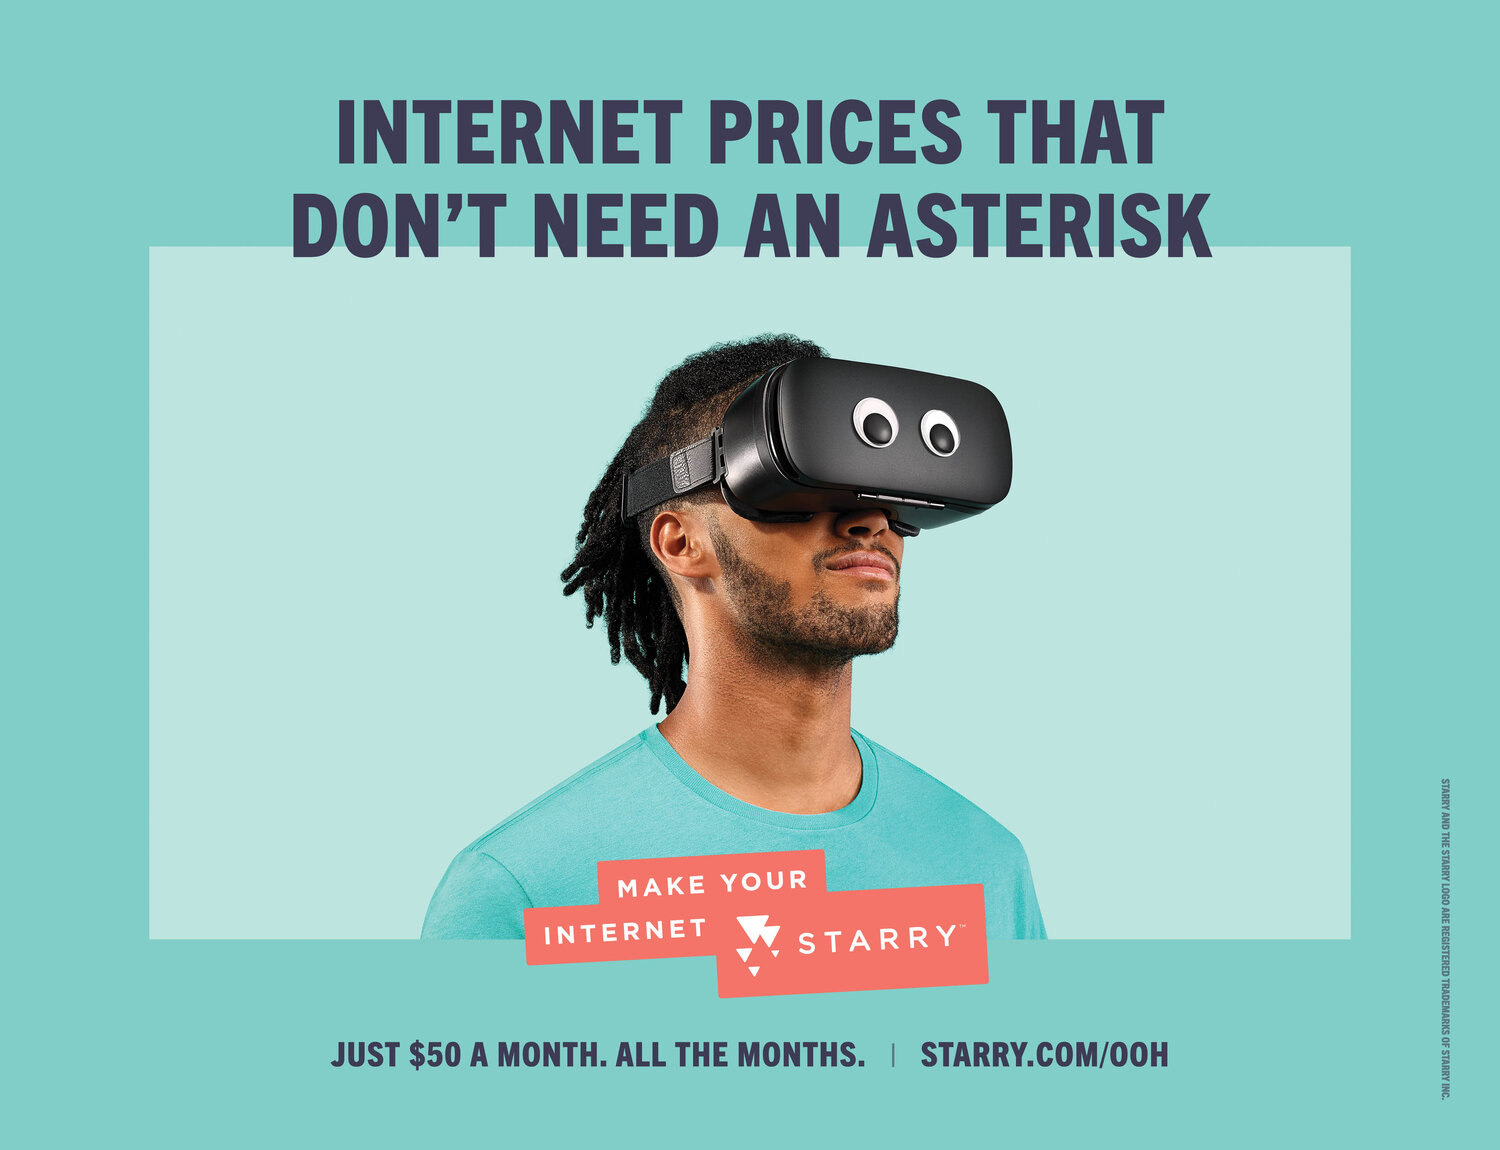 INTERNET PRICES THAT
DON'T NEED AN ASTERISK
MAKE YOUR
INTERNET
STARRY™
JUST $50 A MONTH. ALL THE MONTHS. | STARRY.COM/OOH
STARRY AND THE STARRY LOGO ARE REGISTERED TRADEMARKS OF STARRY INC.